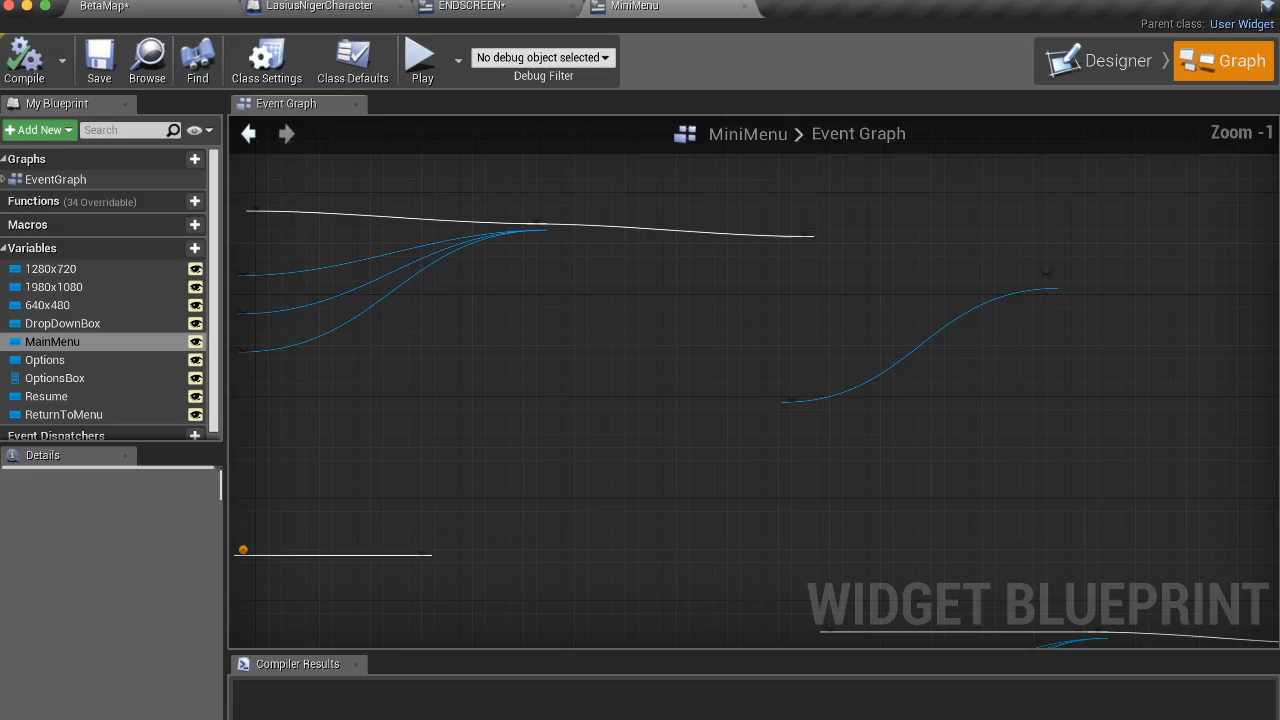 BetaMap*
LasiusNigerCharacter
ENDSCREEN*
MiniMenu
Parent class: User Widget
Compile
Save
Browse
Find
Class Settings
Class Defaults
Play
No debug object selected
Debug Filter
Designer
Graph
My Blueprint
Event Graph
Add New
Search
MiniMenu > Event Graph
Zoom -1
Graphs
EventGraph
Functions (34 Overridable)
Macros
Variables
1280x720
1980x1080
640x480
DropDownBox
MainMenu
Options
OptionsBox
Resume
ReturnToMenu
Event Dispatchers
Details
WIDGET BLUEPRINT
Compiler Results